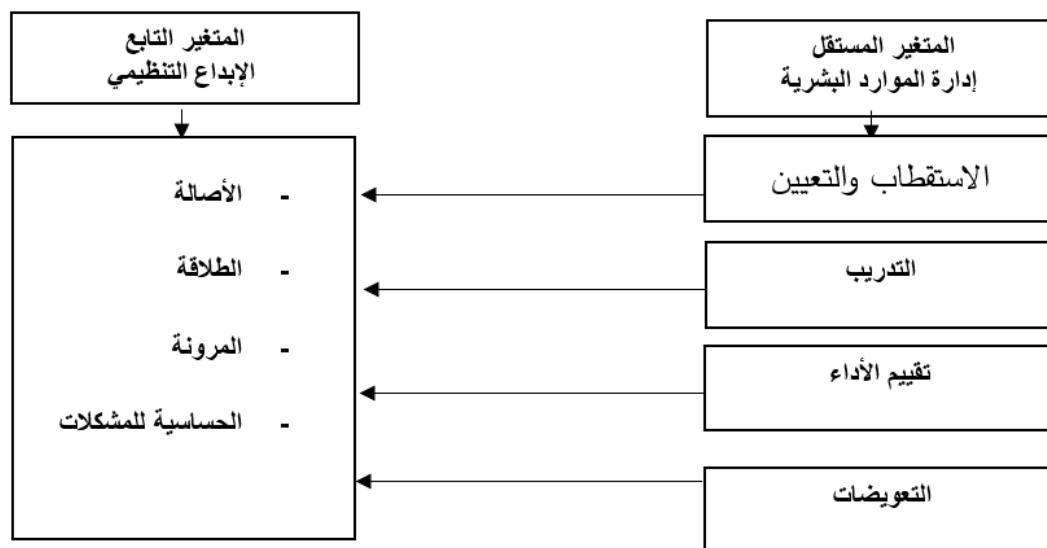 المتغير المستقل
إدارة الموارد البشرية
الاستقطاب والتعيين
التدريب
تقييم الأداء
التعويضات
المتغير التابع
الإبداع التنظيمي
- الأصالة
- الطلاقة
- المرونة
- الحساسية للمشكلات